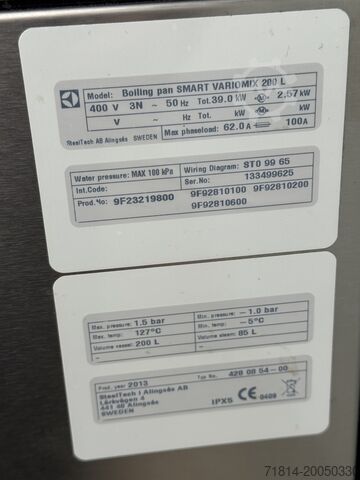 Model: Boiling pan SMART VARIOMIX 200 L
400 V 3N ~ 50 Hz Tot. 39.0 kW M 2.57 kW
V ~ Hz Tot. kW M kW
SteelTech AB Alingsås SWEDEN Max phaseload: 62.0 A 100A
Water pressure: MAX 100 kPa Wiring Diagram: ST0 99 65
Int.Code: Ser.No: 133499625
Prod.No: 9F23219800 9F92810100 9F92810200
9F92810600
Max. pressure: 1.5 bar Min. pressure: -1.0 bar
Max. temp: 127°C Min. temp: -5°C
Volume vessel: 200 L Volume steam: 85 L
- -
Prod. year 2013 Typ No. 428 08 54-00
SteelTech i Alingsås AB
Lärkvägen 4
441 40 Alingsås
SWEDEN IPX5 CE 0409
71814-20050330